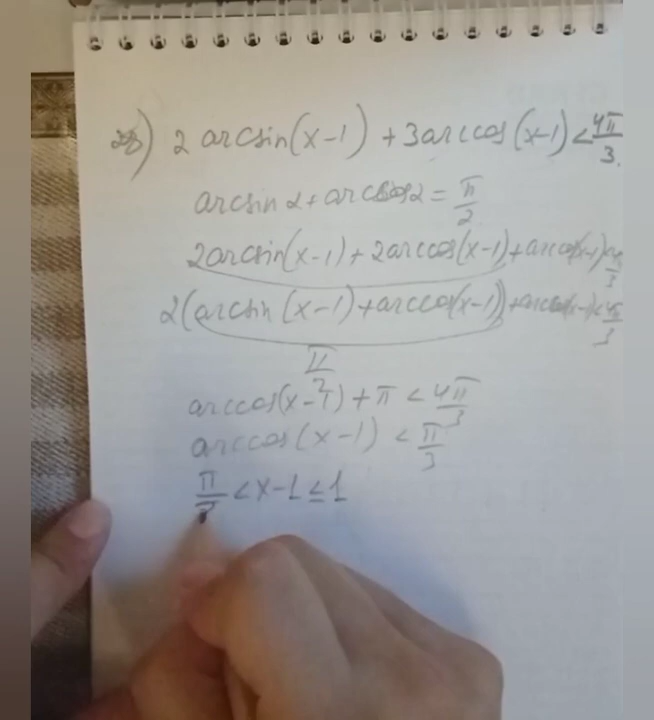 28) 2 arcsin(x-1) + 3 arccos(x-1) < 4π/3.
arcsin α + arccos α = π/2
2arcsin(x-1) + 2arccos(x-1) + arccos(x-1) < 4π/3
2(arcsin(x-1) + arccos(x-1)) + arccos(x-1) < 4π/3
π/2
arccos(x-1) + π < 4π/3
arccos(x-1) < π/3
π/ < x-1 ≤ 1